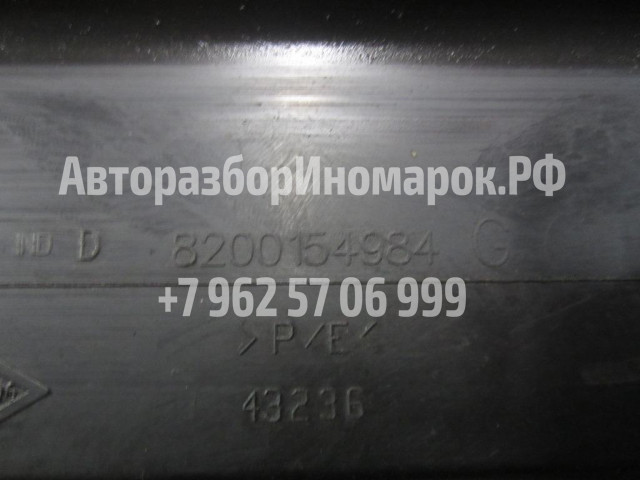 АвторазборИномарок.РФ
IND D 8200154984 G
+7 962 57 06 999
>P/E<
43236